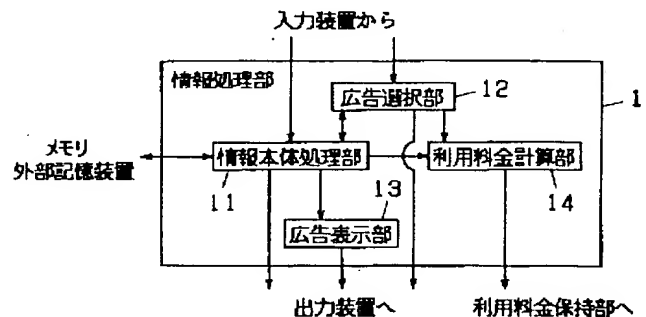 入力装置から
情報処理部
広告選択部
12
1
メモリ
外部記憶装置
情報本体処理部
利用料金計算部
11
13
14
広告表示部
出力装置へ
利用料金保持部へ